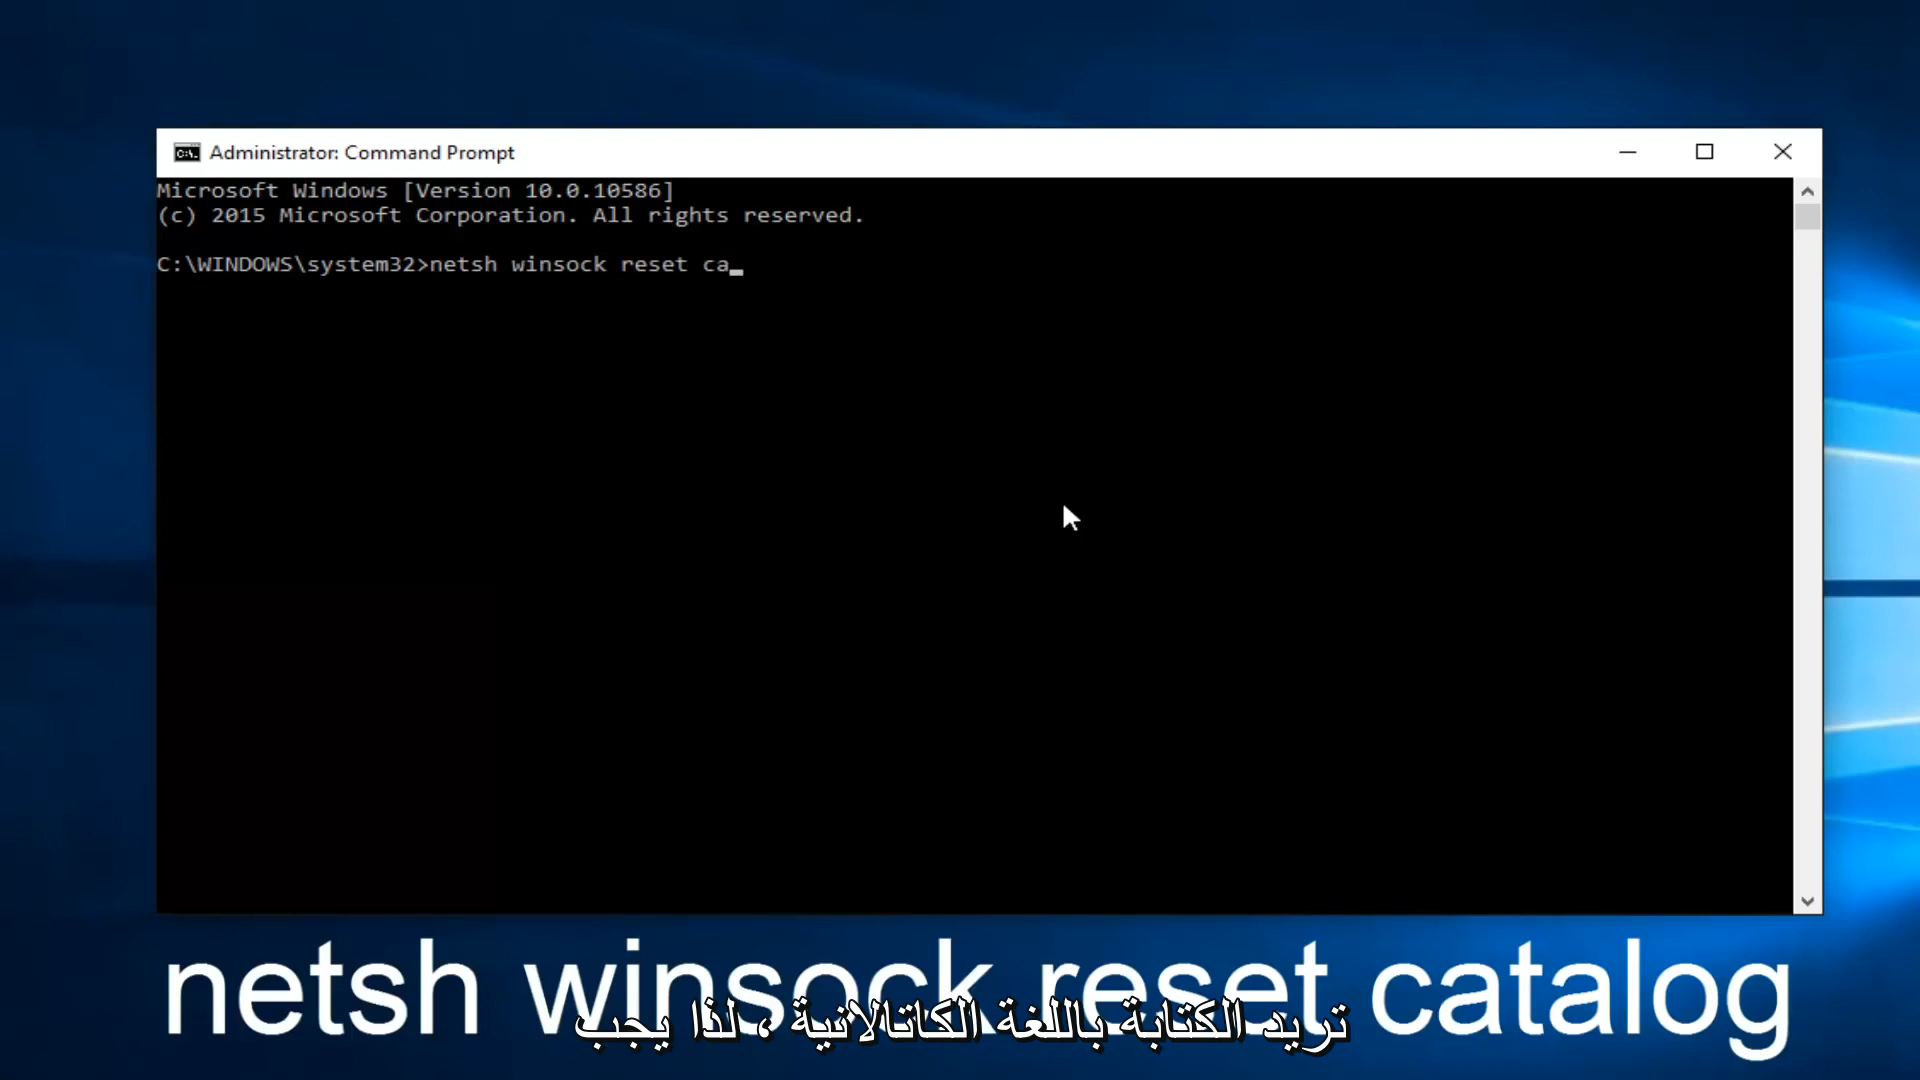 Administrator: Command Prompt
Microsoft Windows [Version 10.0.10586]
(c) 2015 Microsoft Corporation. All rights reserved.
C:\WINDOWS\system32>netsh winsock reset ca_
netsh winsock reset catalog
تريد الكتابة باللغة الكاتالانية ، لذا يجب